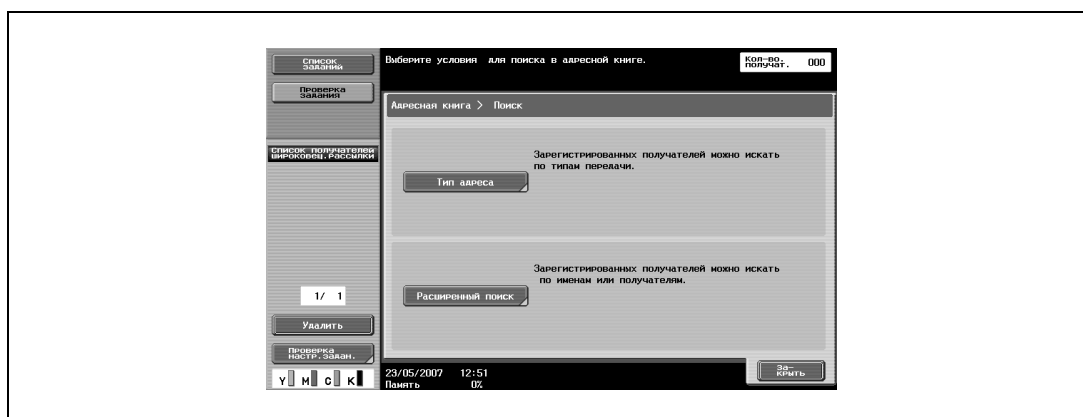 Список
заданий
Выберите условия для поиска в адресной книге.
Кол-во.
получат. 000
Проверка
задания
Адресная книга > Поиск
Список получателей
широковещ.рассылки
Зарегистрированных получателей можно искать
по типам передачи.
Тип адреса
Зарегистрированных получателей можно искать
по именам или получателям.
Расширенный поиск
1/ 1
Удалить
Проверка
настр.задан.
Y M C K
23/05/2007 12:51
Память 0%
За-
крыть